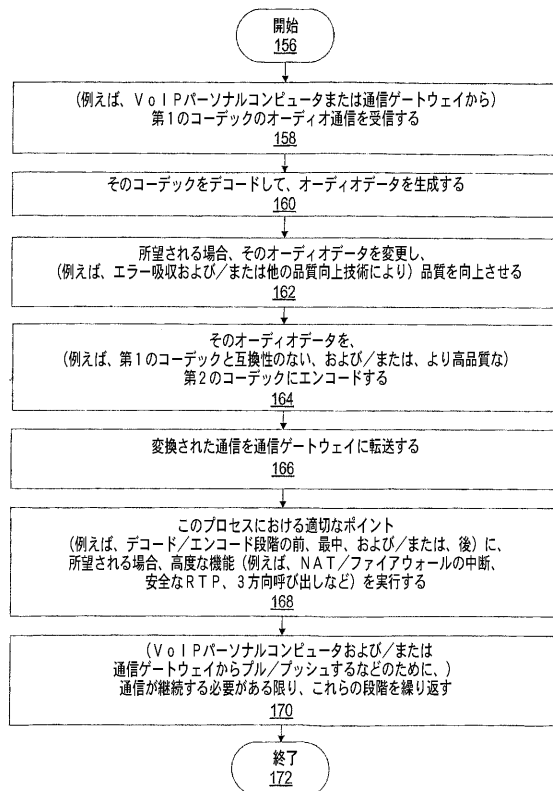 開始
156
(例えば、VoIPパーソナルコンピュータまたは通信ゲートウェイから)
第1のコーデックのオーディオ通信を受信する
158
そのコーデックをデコードして、オーディオデータを生成する
160
所望される場合、そのオーディオデータを変更し、
(例えば、エラー吸収および/または他の品質向上技術により)品質を向上させる
162
そのオーディオデータを、
(例えば、第1のコーデックと互換性のない、および/または、より高品質な)
第2のコーデックにエンコードする
164
変換された通信を通信ゲートウェイに転送する
166
このプロセスにおける適切なポイント
(例えば、デコード/エンコード段階の前、最中、および/または、後)に、
所望される場合、高度な機能(例えば、NAT/ファイアウォールの中断、
安全なRTP、3方向呼び出しなど)を実行する
168
(VoIPパーソナルコンピュータおよび/または
通信ゲートウェイからプル/プッシュするなどのために、)
通信が継続する必要がある限り、これらの段階を繰り返す
170
終了
172